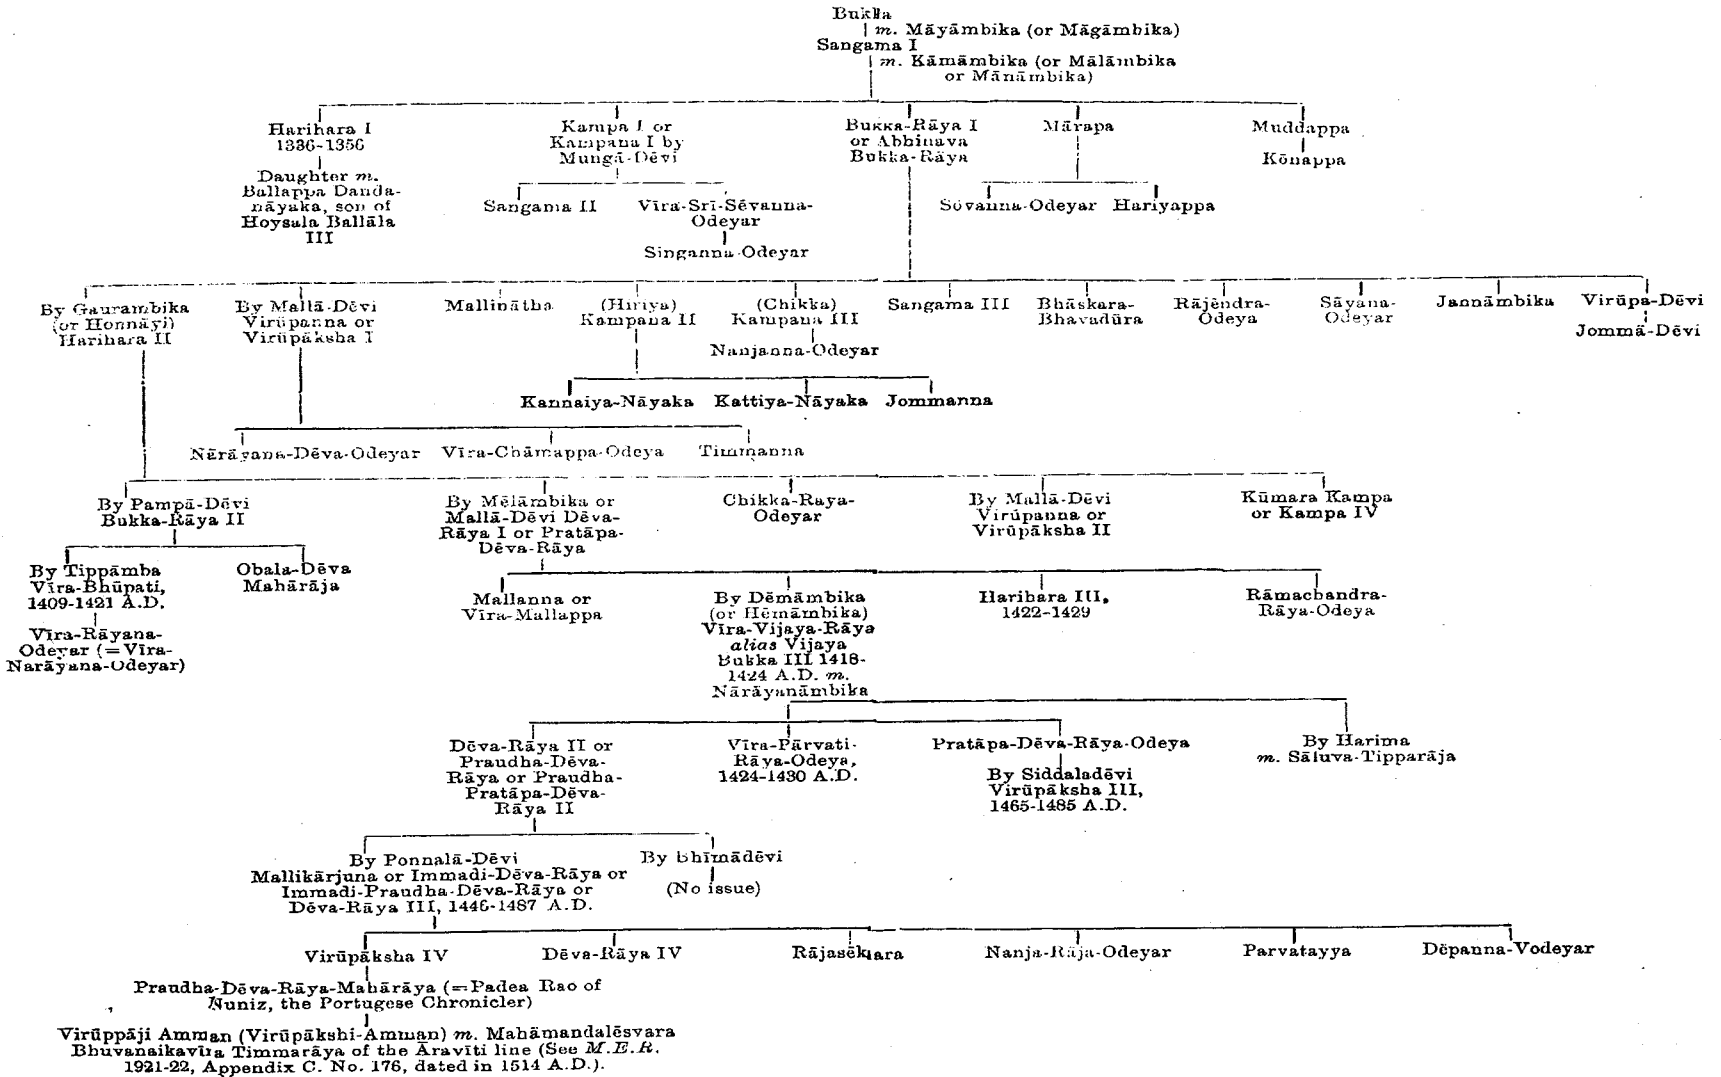 Bukka
m. Māyāmbika (or Māgāmbika)
Sangama I
m. Kāmāmbika (or Mālāmbika
or Mānāmbika)
Harihara I
1336-1356
Daughter m.
Ballappa Danda-
nāyaka, son of
Hoysala Ballāla
III
Kampa I or
Kampana I by
Mungā-Dēvi
Sangama II
Vīra-Srī-Sēvanna-
Odeyar
Singanna-Odeyar
Bukka-Rāya I
or Abhinava
Bukka-Rāya
Mārapa
Sovanna-Odeyar
Hariyappa
Muddappa
Kōnappa
By Gaurambika
(or Honnāyi)
Harihara II
By Mallā-Dēvi
Virūpanna or
Virūpāksha I
Mallinātha
(Hiriya)
Kampana II
(Chikka)
Kampana III
Nanjanna-Odeyar
Sangama III
Bhāskara-
Bhavadūra
Rājēndra-
Odeya
Sāyana-
Odeyar
Jannāmbika
Virūpa-Dēvi
Jommā-Dēvi
Kannaiya-Nāyaka
Kattiya-Nāyaka
Jommanna
Nārāyana-Dēva-Odeyar
Vīra-Chāmappa-Odeya
Timmanna
By Pampā-Dēvi
Bukka-Rāya II
By Mēlāmbika or
Mallā-Dēvi Dēva-
Rāya I or Pratāpa-
Dēva-Rāya
Chikka-Raya-
Odeyar
By Mallā-Dēvi
Virūpanna or
Virūpāksha II
Kūmara Kampa
or Kampa IV
By Tippāmba
Vīra-Bhūpati,
1409-1421 A.D.
Vīra-Rāyana-
Odeyar (=Vīra-
Narāyana-Odeyar)
Obala-Dēva
Mahārāja
Mallanna or
Vīra-Mallappa
By Dēmāmbika
(or Hēmāmbika)
Vīra-Vijaya-Rāya
alias Vijaya
Bukka III 1418-
1424 A.D. m.
Nārāyanāmbika
Harihara III,
1422-1429
Rāmachandra-
Rāya-Odeya
Dēva-Rāya II or
Praudha-Dēva-
Rāya or Praudha-
Pratāpa-Dēva-
Rāya II
Vīra-Pārvati-
Rāya-Odeya,
1424-1430 A.D.
Pratāpa-Dēva-Rāya-Odeya
By Siddaladēvi
Virūpāksha III,
1465-1485 A.D.
By Harima
m. Sāluva-Tipparāja
By Ponnalā-Dēvi
Mallikārjuna or Immadi-Dēva-Rāya or
Immadi-Praudha-Dēva-Rāya or
Dēva-Rāya III, 1446-1487 A.D.
By Bhīmādēvi
(No issue)
Virūpāksha IV
Dēva-Rāya IV
Rājasēkhara
Nanja-Rāja-Odeyar
Parvatayya
Dēpanna-Vodeyar
Praudha-Dēva-Rāya-Mahārāya (=Padea Rao of
Nuniz, the Portugese Chronicler)
Virūppāji Amman (Virūpākshi-Amman) m. Mahāmandalēsvara
Bhuvanaikavīra Timmarāya of the Āravīti line (See M.E.R.
1921-22, Appendix C. No. 176, dated in 1514 A.D.).